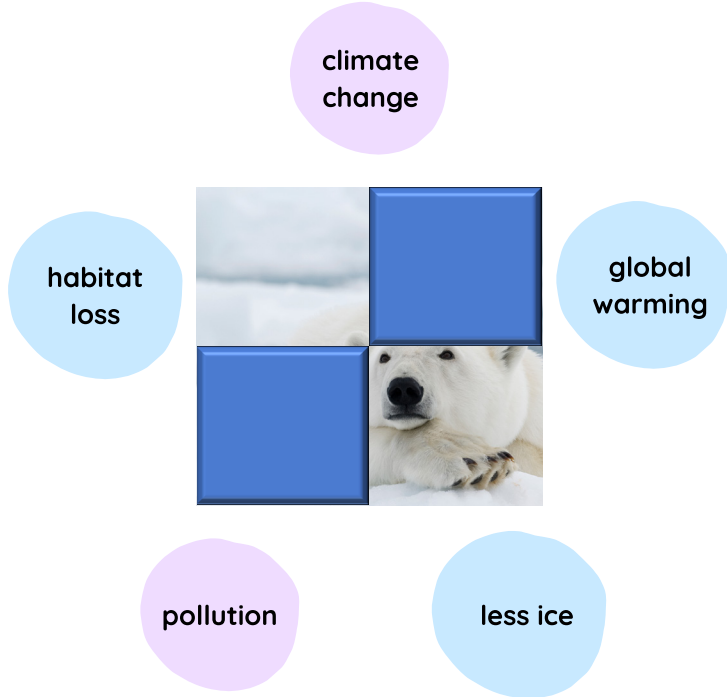 climate
change
habitat
loss
global
warming
pollution
less ice